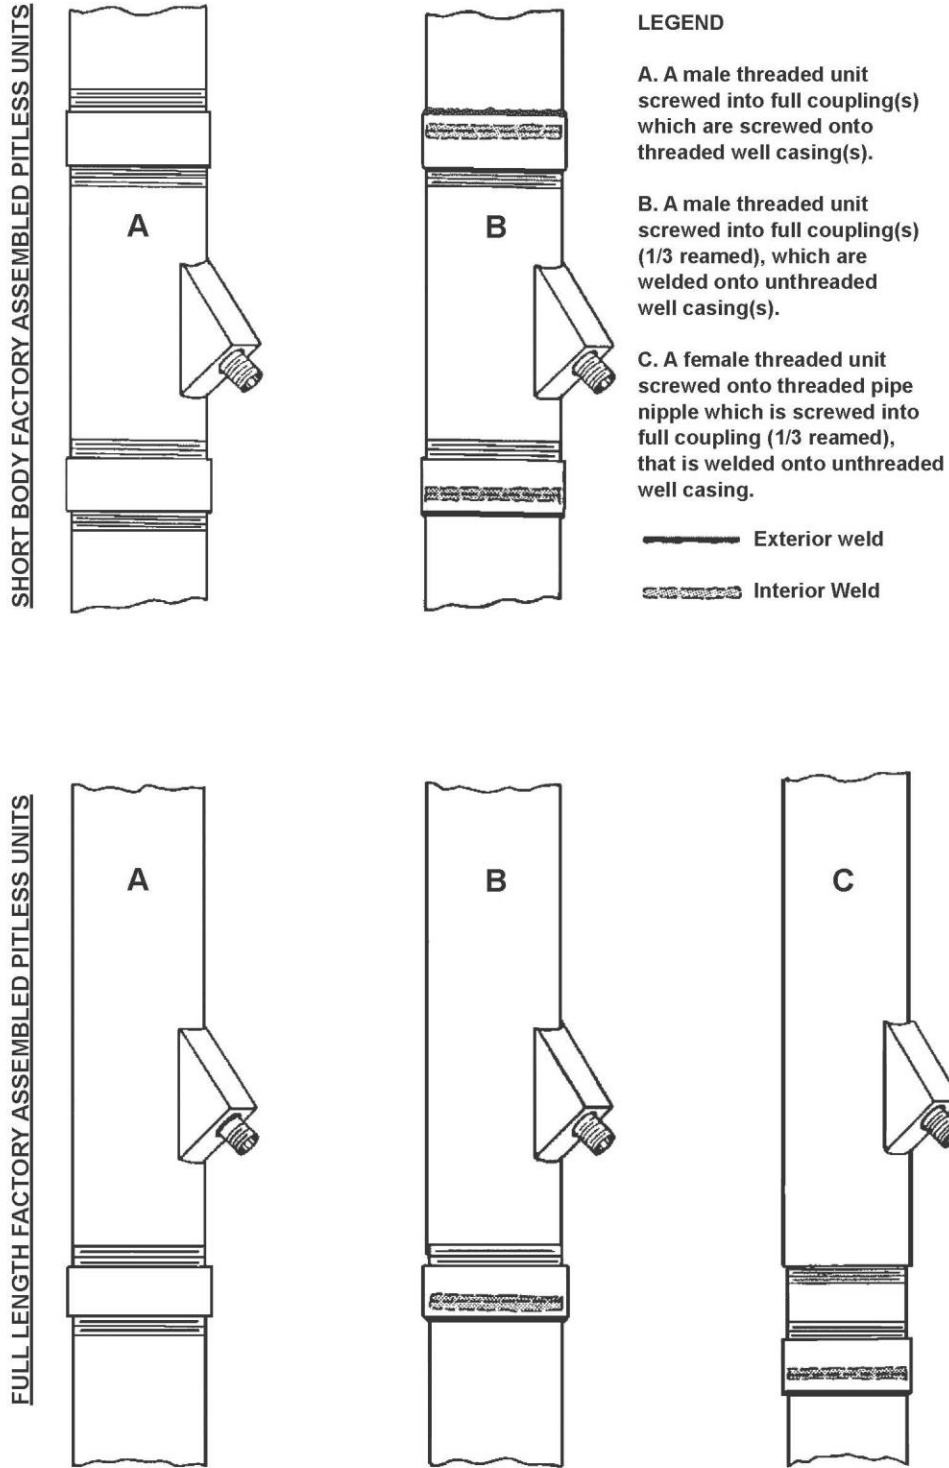 SHORT BODY FACTORY ASSEMBLED PITLESS UNITS
A
B
LEGEND
A. A male threaded unit
screwed into full coupling(s)
which are screwed onto
threaded well casing(s).
B. A male threaded unit
screwed into full coupling(s)
(1/3 reamed), which are
welded onto unthreaded
well casing(s).
C. A female threaded unit
screwed onto threaded pipe
nipple which is screwed into
full coupling (1/3 reamed),
that is welded onto unthreaded
well casing.
Exterior weld
Interior Weld
FULL LENGTH FACTORY ASSEMBLED PITLESS UNITS
A
B
C